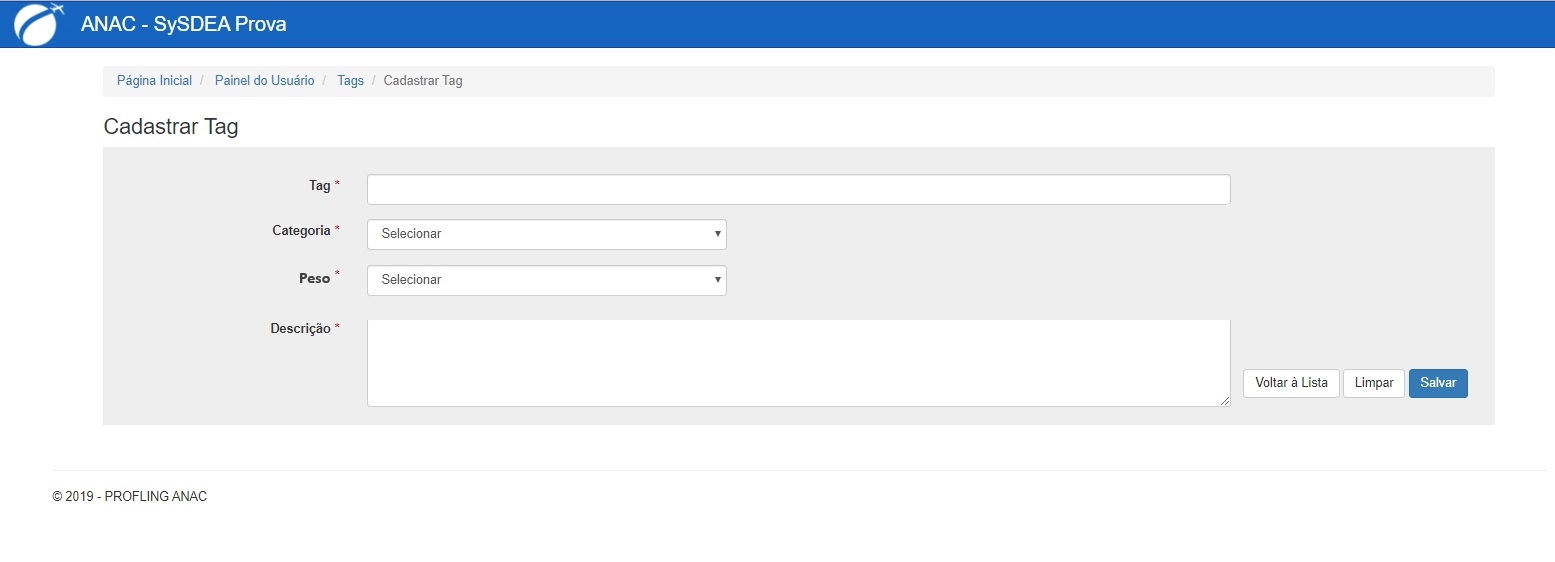 ANAC - SySDEA Prova
Página Inicial / Painel do Usuário / Tags / Cadastrar Tag
Cadastrar Tag
Tag *
Categoria * Selecionar
Peso * Selecionar
Descrição *
Voltar à Lista Limpar Salvar
© 2019 - PROFLING ANAC